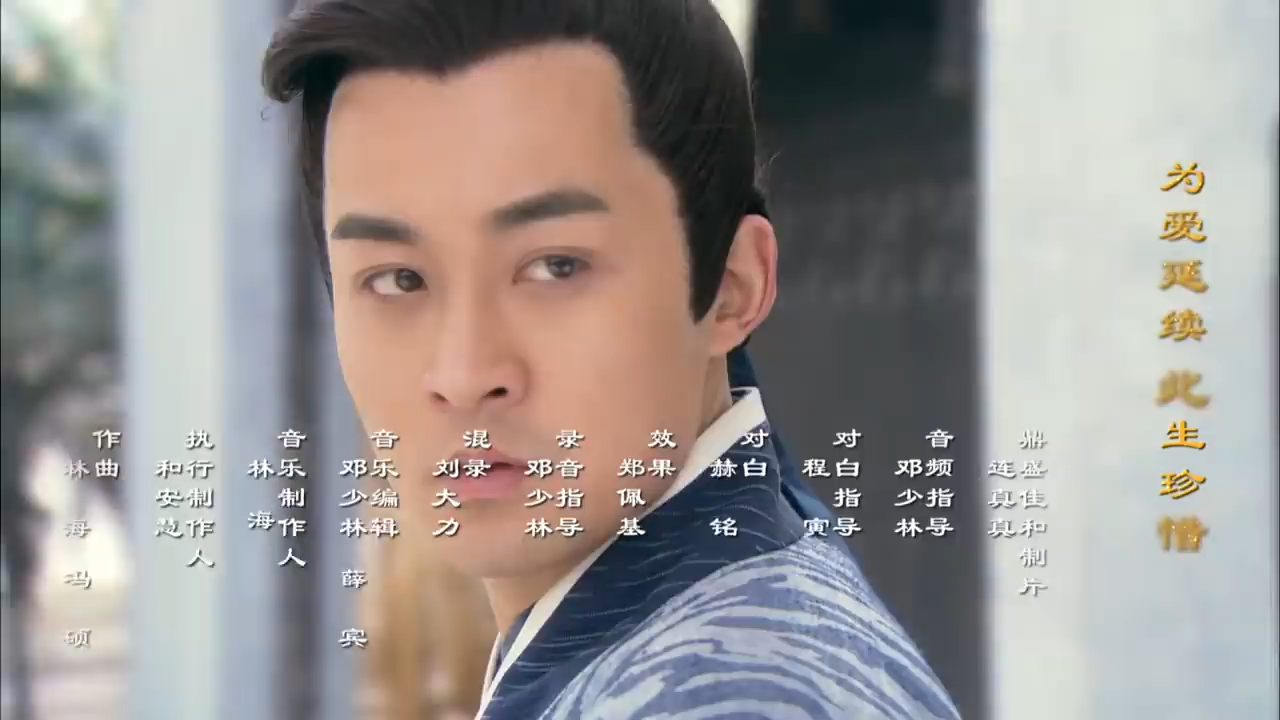 为爱延续此生珍惜
鼎盛佳和制片
连真真
音频指导
邓少林
对白指导
程寅
对白
赫铭
效果
郑佩基
录音指导
邓少林
混录
刘大力
音乐编辑
邓少林
薛宾
音乐制作人
林海
执行制作人
和安慧
作曲
林海
冯硕